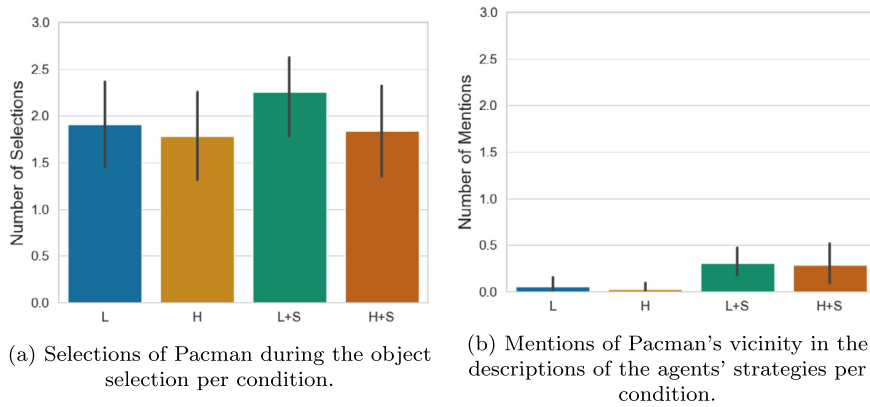 3.0
2.5
2.0
1.5
1.0
0.5
0.0
Number of Selections
L H L+S H+S
(a) Selections of Pacman during the object
selection per condition.
3.0
2.5
2.0
1.5
1.0
0.5
0.0
Number of Mentions
L H L+S H+S
(b) Mentions of Pacman's vicinity in the
descriptions of the agents' strategies per
condition.